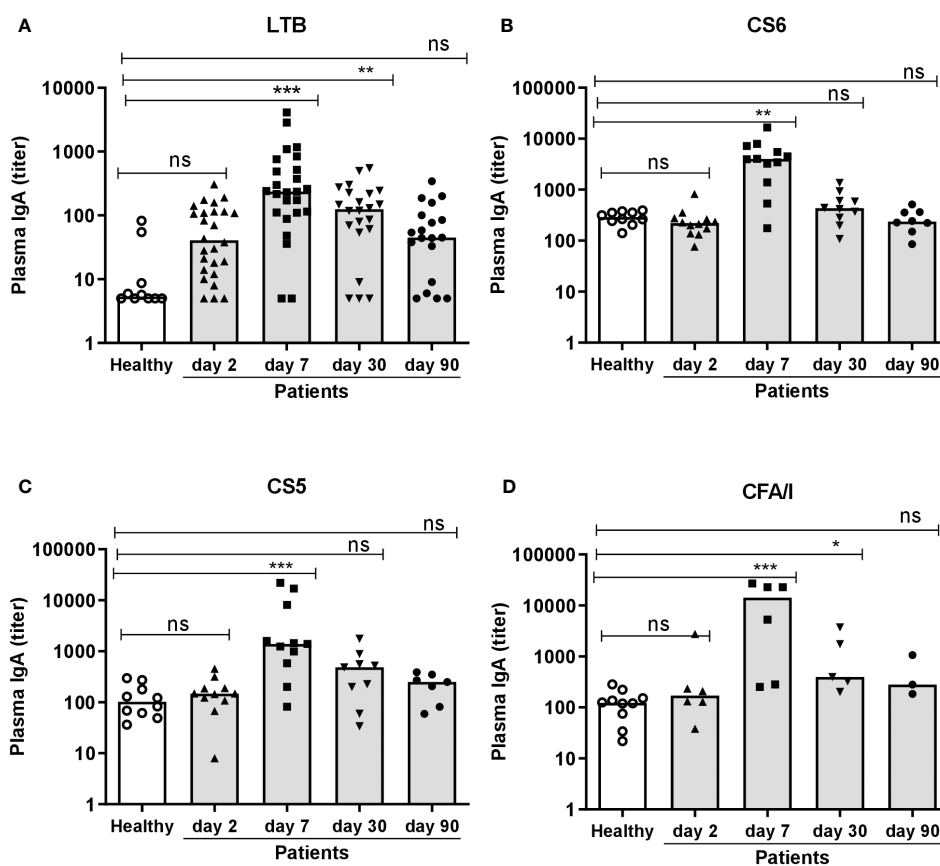 A
LTB
ns
**
***
ns
Plasma IgA (titer)
10000
1000
100
10
1
Healthy day 2 day 7 day 30 day 90
Patients
B
CS6
ns
ns
**
ns
Plasma IgA (titer)
100000
10000
1000
100
10
1
Healthy day 2 day 7 day 30 day 90
Patients
C
CS5
ns
ns
***
ns
Plasma IgA (titer)
100000
10000
1000
100
10
1
Healthy day 2 day 7 day 30 day 90
Patients
D
CFA/I
ns
*
***
ns
Plasma IgA (titer)
100000
10000
1000
100
10
1
Healthy day 2 day 7 day 30 day 90
Patients